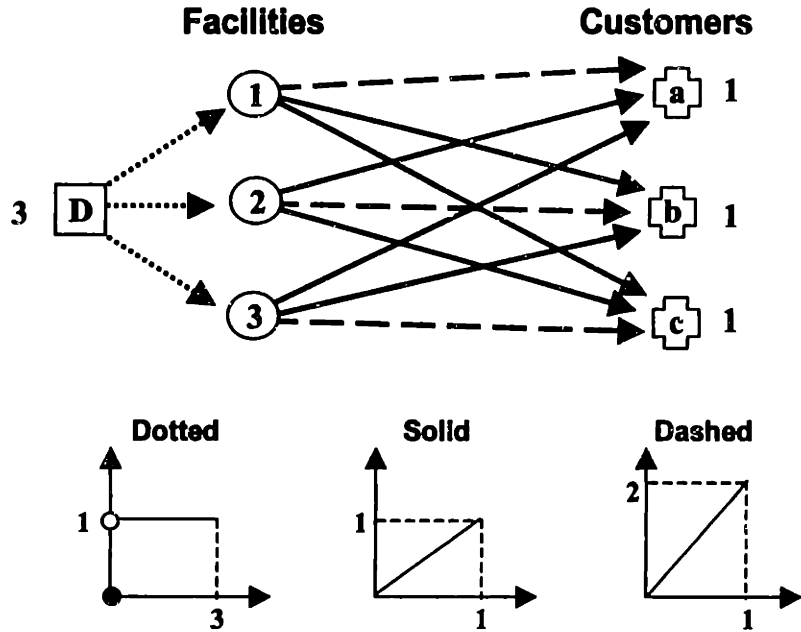 Facilities Customers
1 a 1
3 D 2 b 1
3 c 1
Dotted Solid Dashed
1 1 2
3 1 1